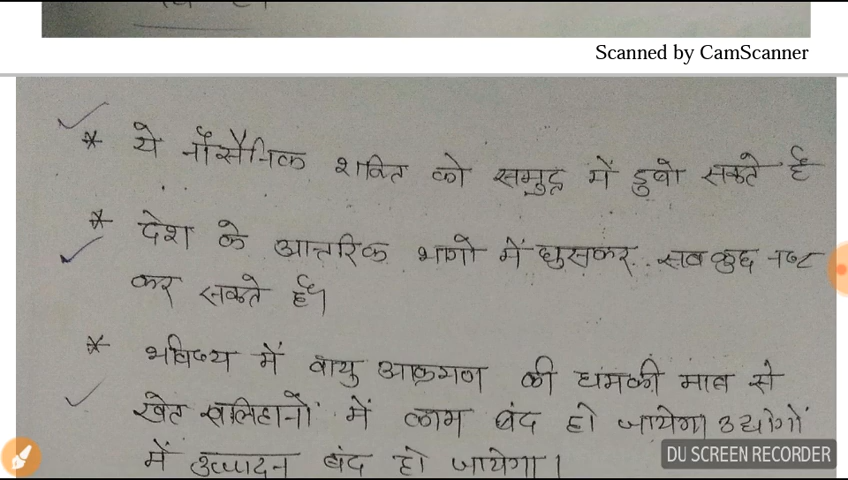 Scanned by CamScanner
* ये नौसैनिक शक्ति को समुद्र में डुबो सकते हैं
* देश के आन्तरिक भागो में घुसकर सबकुछ नष्ट
कर सकते हैं।
* भविष्य में वायु आक्रमण की धमकी मात्र से
खेत खलिहानों में काम बंद हो जायेगा उद्योगों
में उत्पादन बंद हो जायेगा।
DU SCREEN RECORDER